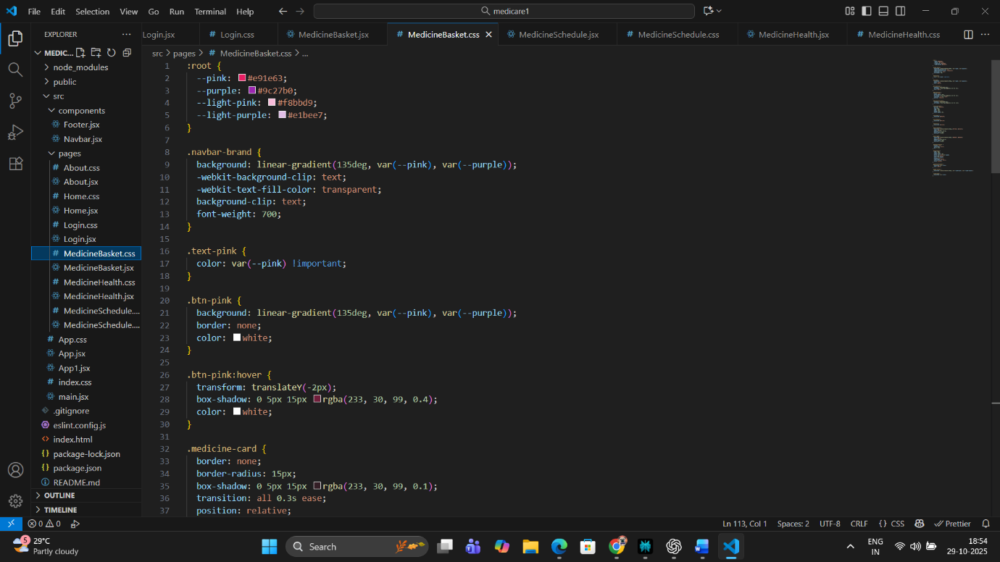 File Edit Selection View Go Run Terminal Help
medicare1
EXPLORER
MEDIC...
node_modules
public
src
components
Footer.jsx
Navbar.jsx
pages
About.css
About.jsx
Home.css
Home.jsx
Login.css
Login.jsx
MedicineBasket.css
MedicineBasket.jsx
MedicineHealth.css
MedicineHealth.jsx
MedicineSchedule....
MedicineSchedule....
App.css
App.jsx
App1.jsx
index.css
main.jsx
.gitignore
eslint.config.js
index.html
package-lock.json
package.json
README.md
OUTLINE
TIMELINE
Login.jsx
Login.css
MedicineBasket.jsx
MedicineBasket.css
MedicineSchedule.jsx
MedicineSchedule.css
MedicineHealth.jsx
MedicineHealth.css
src > pages > # MedicineBasket.css > ...
1 :root {
2 --pink: #e91e63;
3 --purple: #9c27b0;
4 --light-pink: #f8bbd9;
5 --light-purple: #e1bee7;
6 }
7
8 .navbar-brand {
9 background: linear-gradient(135deg, var(--pink), var(--purple));
10 -webkit-background-clip: text;
11 -webkit-text-fill-color: transparent;
12 background-clip: text;
13 font-weight: 700;
14 }
15
16 .text-pink {
17 color: var(--pink) !important;
18 }
19
20 .btn-pink {
21 background: linear-gradient(135deg, var(--pink), var(--purple));
22 border: none;
23 color: white;
24 }
25
26 .btn-pink:hover {
27 transform: translateY(-2px);
28 box-shadow: 0 5px 15px rgba(233, 30, 99, 0.4);
29 color: white;
30 }
31
32 .medicine-card {
33 border: none;
34 border-radius: 15px;
35 box-shadow: 0 5px 15px rgba(233, 30, 99, 0.1);
36 transition: all 0.3s ease;
37 position: relative;
0 0
Ln 113, Col 1 Spaces: 2 UTF-8 CRLF {} CSS Prettier
5
29°C
Partly cloudy
Search
ENG
IN
18:54
29-10-2025